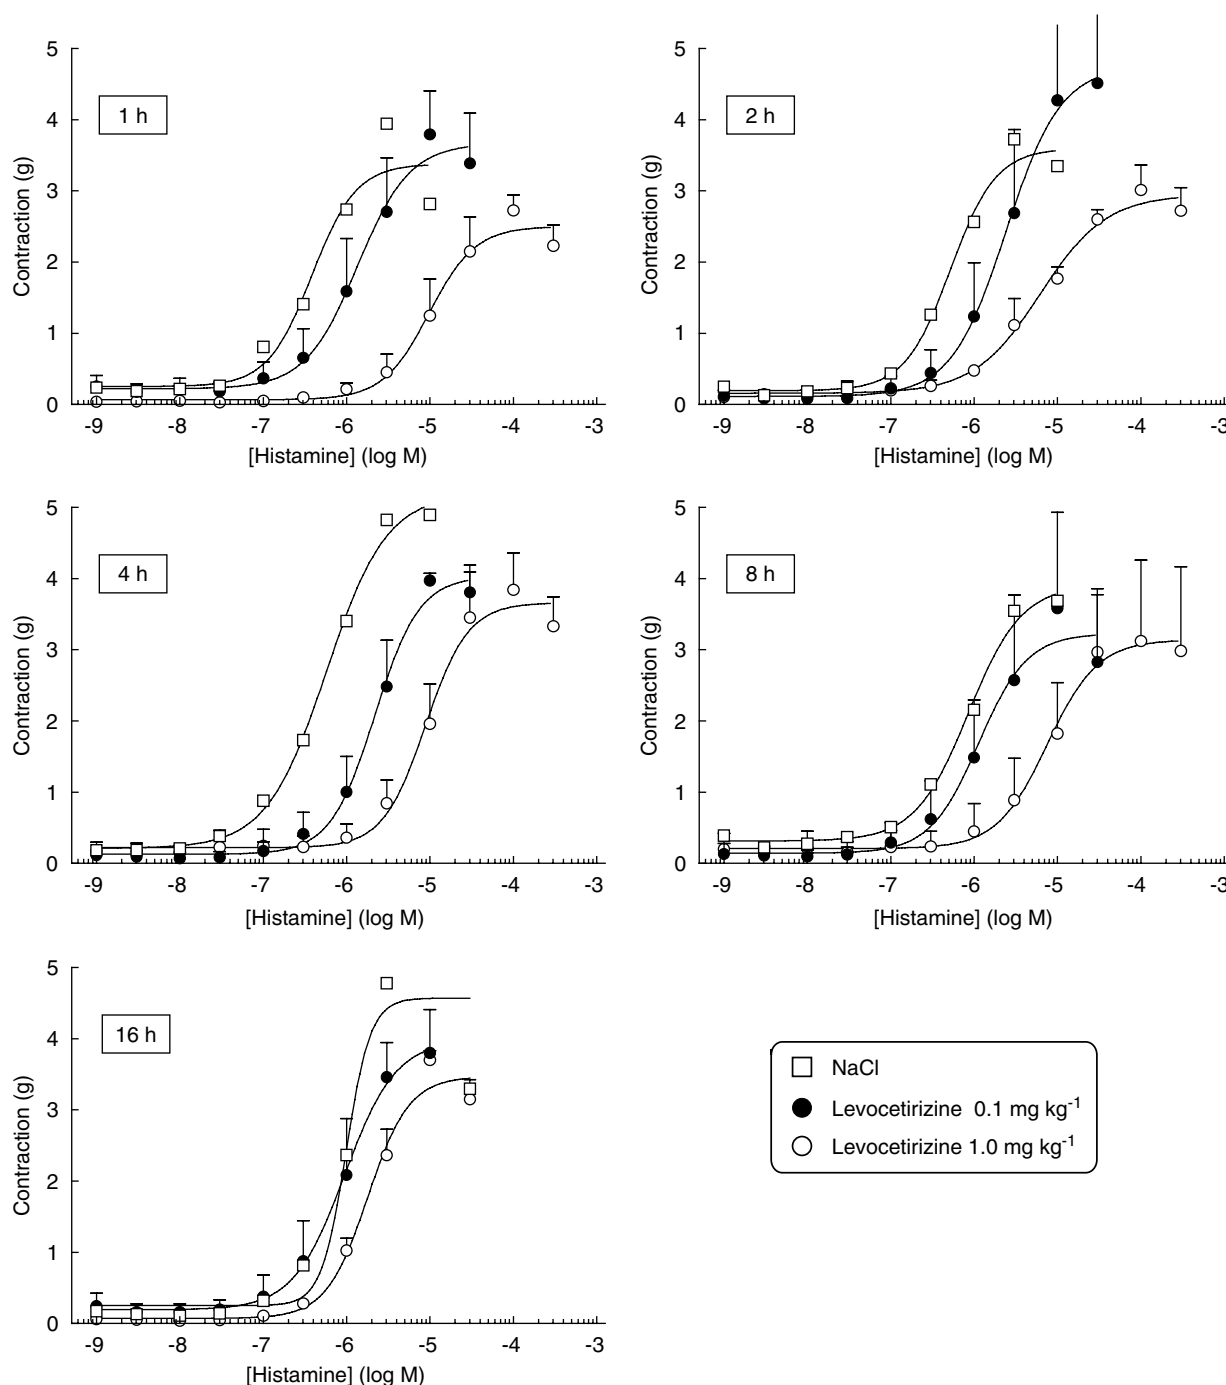 5
4
3
2
1
0
Contraction (g)
1 h
-9 -8 -7 -6 -5 -4 -3
[Histamine] (log M)
5
4
3
2
1
0
Contraction (g)
2 h
-9 -8 -7 -6 -5 -4 -3
[Histamine] (log M)
5
4
3
2
1
0
Contraction (g)
4 h
-9 -8 -7 -6 -5 -4 -3
[Histamine] (log M)
5
4
3
2
1
0
Contraction (g)
8 h
-9 -8 -7 -6 -5 -4 -3
[Histamine] (log M)
5
4
3
2
1
0
Contraction (g)
16 h
-9 -8 -7 -6 -5 -4 -3
[Histamine] (log M)
NaCl
Levocetirizine 0.1 mg kg⁻¹
Levocetirizine 1.0 mg kg⁻¹